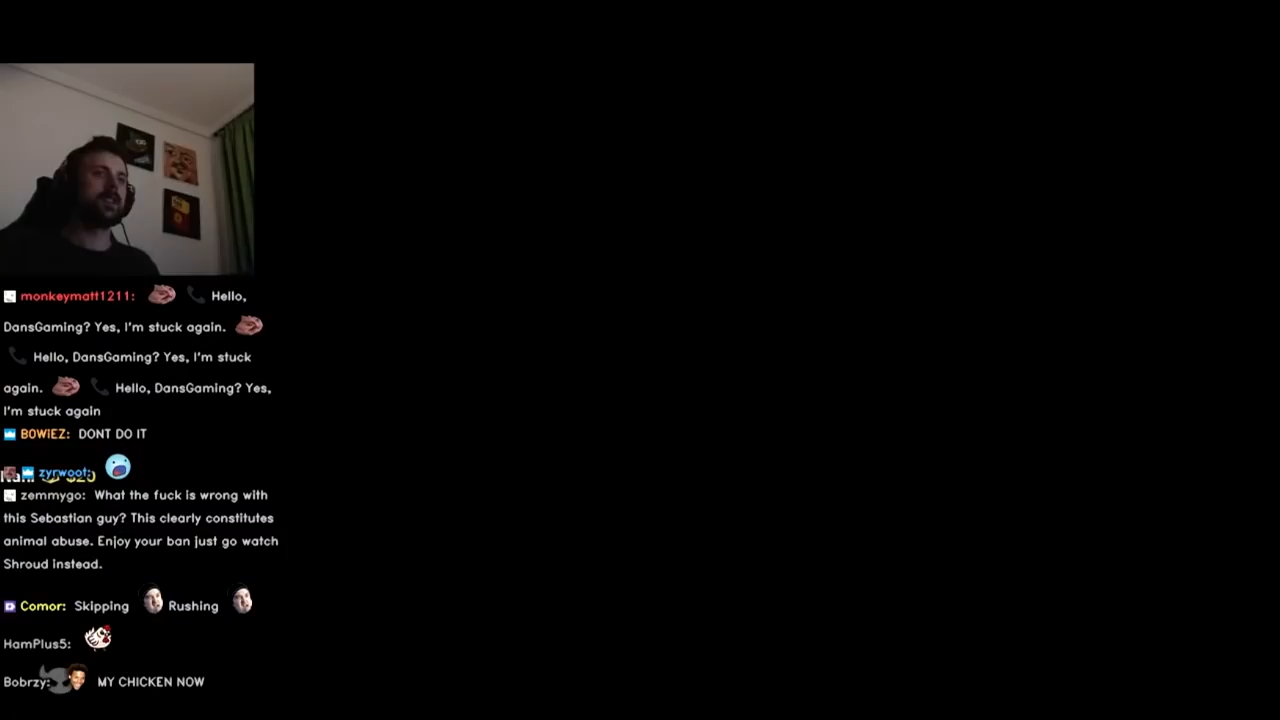 monkeymatt1211: Hello,
DansGaming? Yes, I'm stuck again.
Hello, DansGaming? Yes, I'm stuck
again. Hello, DansGaming? Yes,
I'm stuck again
BOWiEZ: DONT DO IT
zyrwoot:
$20
zemmygo: What the fuck is wrong with
this Sebastian guy? This clearly constitutes
animal abuse. Enjoy your ban just go watch
Shroud instead.
Comor: Skipping Rushing
HamPlus5:
Bobrzy: MY CHICKEN NOW